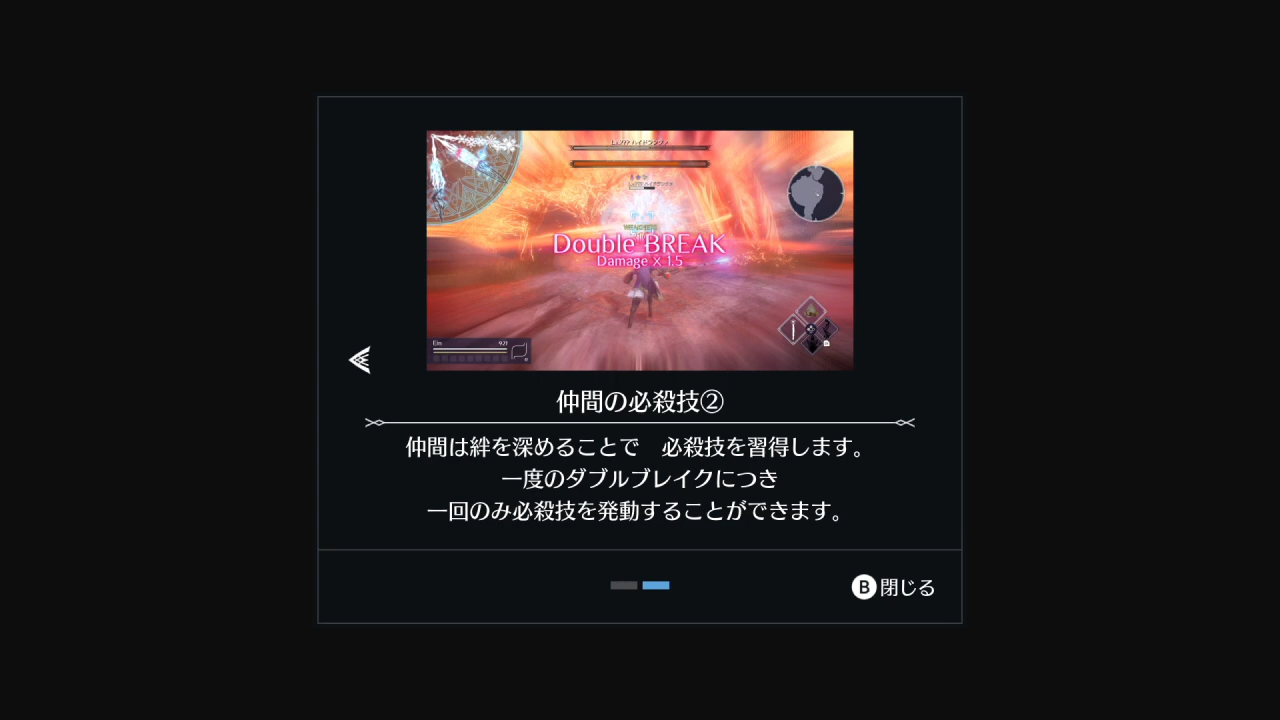 Double BREAK
Damage X 1.5
Elm 927
仲間の必殺技②
仲間は絆を深めることで　必殺技を習得します。
一度のダブルブレイクにつき
一回のみ必殺技を発動することができます。
B 閉じる